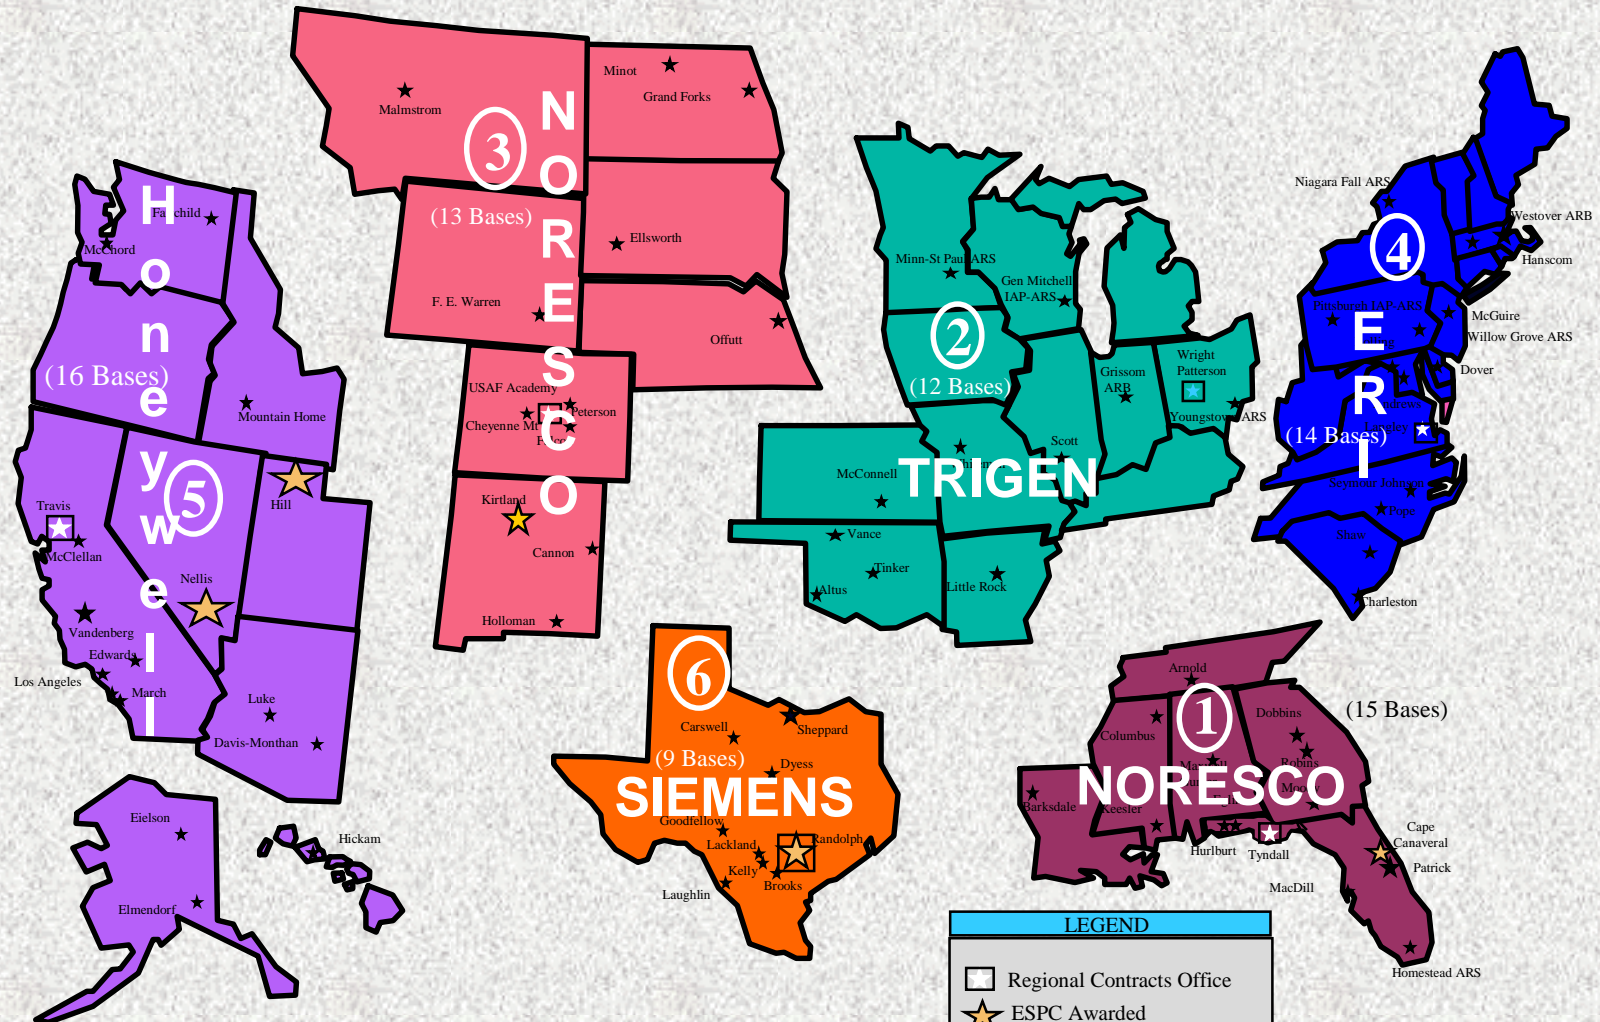 Minot
Grand Forks
Malmstrom
3
NORESCO
(13 Bases)
Ellsworth
F. E. Warren
Offutt
USAF Academy
Peterson
Cheyenne Mt
Kirtland
Cannon
Holloman
Honeywell
Fairchild
McChord
(16 Bases)
Mountain Home
5
Travis
McClellan
Hill
Nellis
Vandenberg
Edwards
Los Angeles
March
Luke
Davis-Monthan
Eielson
Elmendorf
Hickam
Minn-St Paul ARS
Gen Mitchell
IAP-ARS
2
(12 Bases)
Wright
Patterson
Grissom
ARB
Youngstown ARS
Scott
McConnell
TRIGEN
Vance
Tinker
Altus
Little Rock
Niagara Fall ARS
4
Westover ARB
Hanscom
Pittsburgh IAP-ARS
McGuire
Willow Grove ARS
ERI
Dover
Langley
(14 Bases)
Seymour Johnson
Pope
Shaw
Charleston
6
Carswell
Sheppard
(9 Bases)
Dyess
SIEMENS
Goodfellow
Lackland
Randolph
Kelly
Brooks
Laughlin
Arnold
1
Dobbins
(15 Bases)
Columbus
Robins
NORESCO
Moody
Barksdale
Keesler
Hurlburt
Tyndall
Cape
Canaveral
Patrick
MacDill
Homestead ARS
LEGEND
Regional Contracts Office
ESPC Awarded